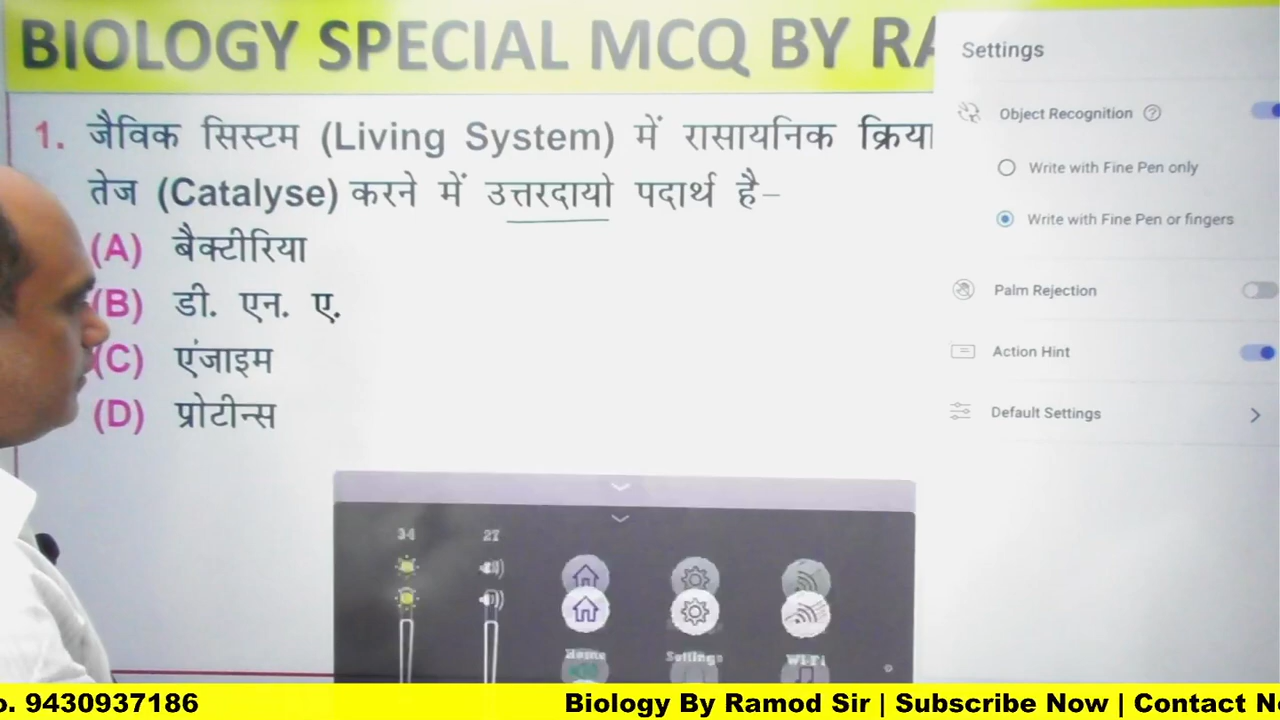 BIOLOGY SPECIAL MCQ BY RA
Settings
1. जैविक सिस्टम (Living System) में रासायनिक क्रिया
तेज (Catalyse) करने में उत्तरदायो पदार्थ है–
(A) बैक्टीरिया
(B) डी. एन. ए.
(C) एंजाइम
(D) प्रोटीन्स
Object Recognition ?
Write with Fine Pen only
Write with Fine Pen or fingers
Palm Rejection
Action Hint
Default Settings
34 27
Home Settings Wi-Fi
o. 9430937186 Biology By Ramod Sir | Subscribe Now | Contact N